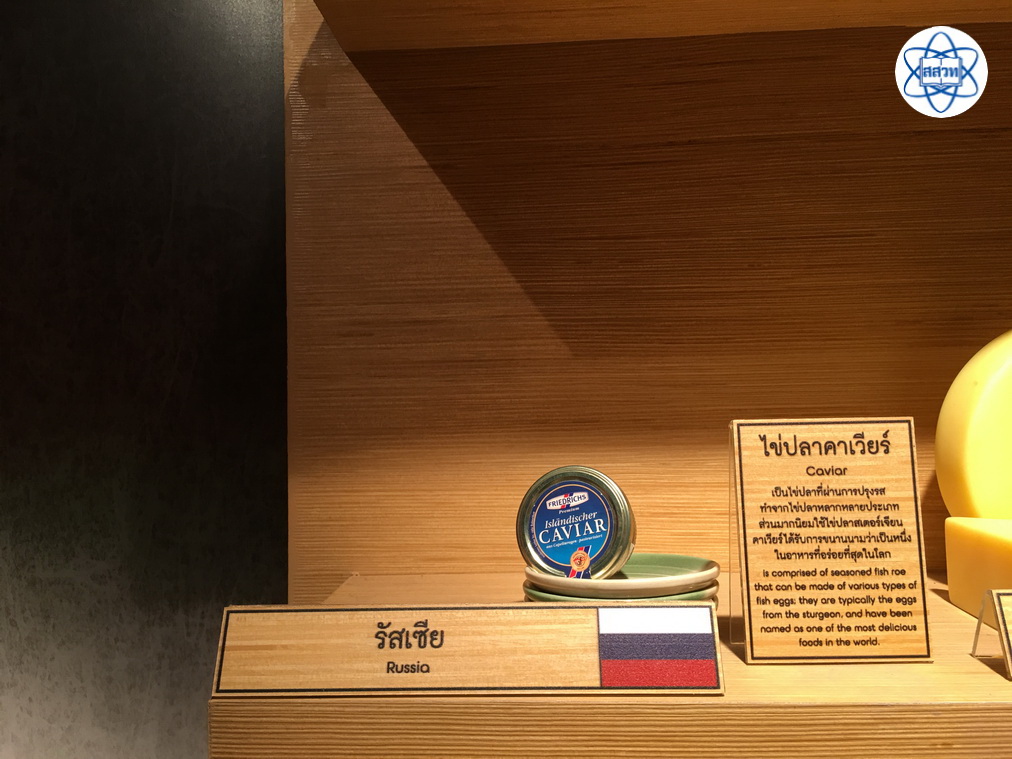 สสวท
FRIEDRICHS
Premium
Isländischer
CAVIAR
ไข่ปลาคาเวียร์
Caviar
เป็นไข่ปลาที่ผ่านการปรุงรส
ทำจากไข่ปลาหลากหลายประเภท
ส่วนมากนิยมใช้ไข่ปลาสเตอร์เจียน
คาเวียร์ได้รับการขนานนามว่าเป็นหนึ่ง
ในอาหารที่อร่อยที่สุดในโลก
is comprised of seasoned fish roe
that can be made of various types of
fish eggs; they are typically the eggs
from the sturgeon, and have been
named as one of the most delicious
foods in the world.
รัสเซีย
Russia